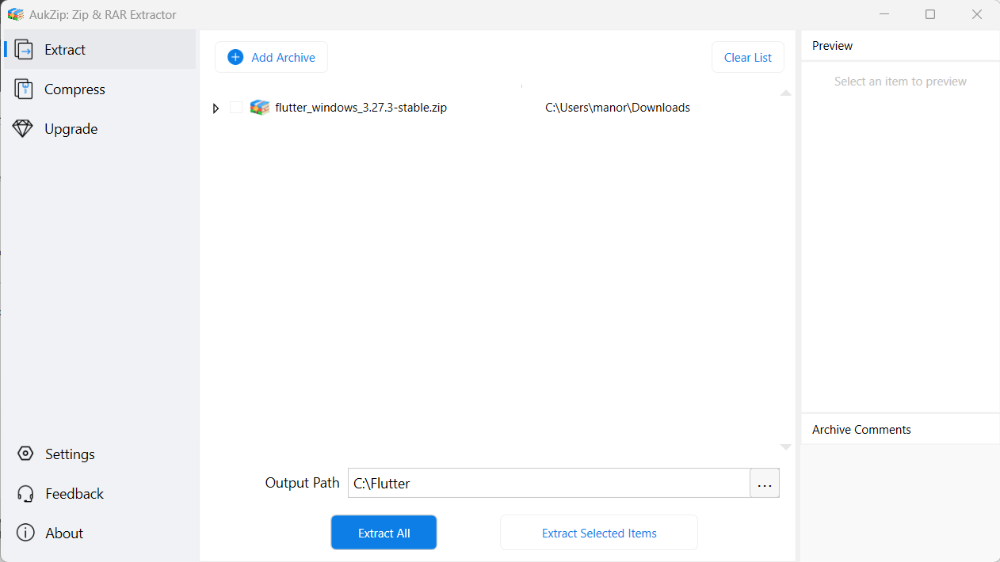 AukZip: Zip & RAR Extractor
Extract
Compress
Upgrade
Settings
Feedback
About
Add Archive
Clear List
flutter_windows_3.27.3-stable.zip C:\Users\manor\Downloads
Output Path C:\Flutter ...
Extract All
Extract Selected Items
Preview
Select an item to preview
Archive Comments